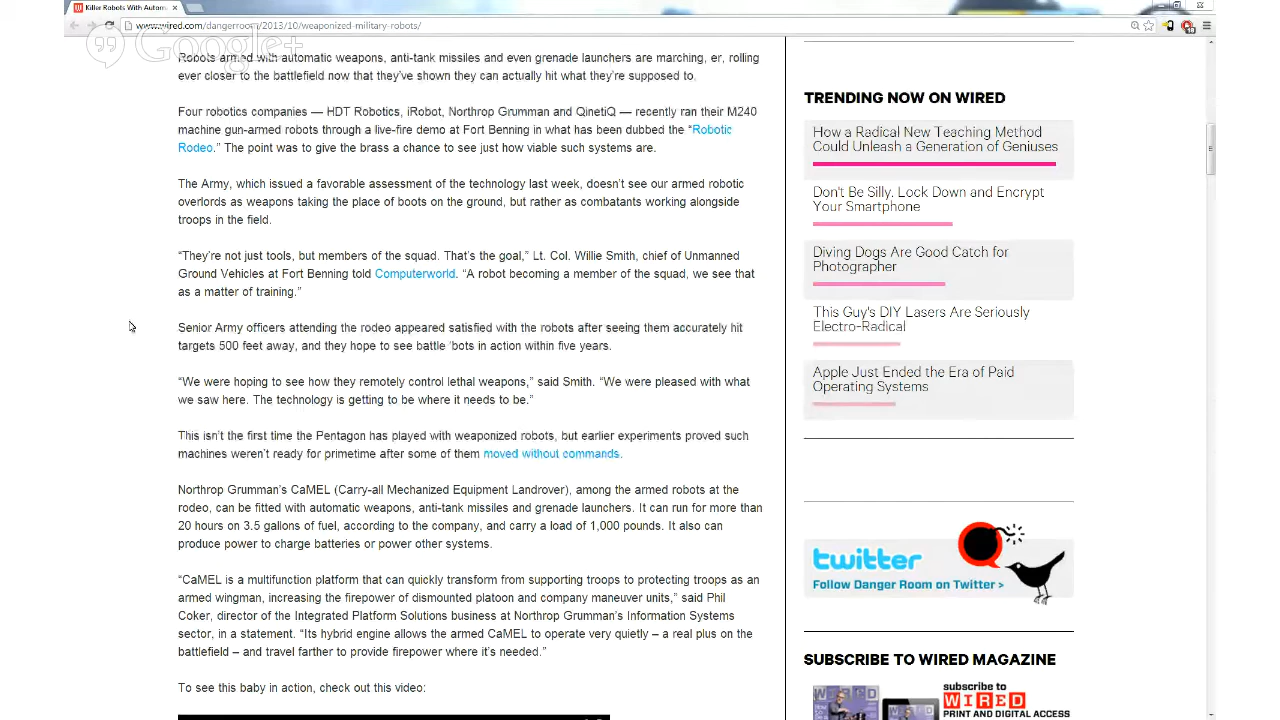 Killer Robots With Autom
www.wired.com/dangerroom/2013/10/weaponized-military-robots/
Google+
Robots armed with automatic weapons, anti-tank missiles and even grenade launchers are marching, er, rolling
ever closer to the battlefield now that they've shown they can actually hit what they're supposed to.
Four robotics companies — HDT Robotics, iRobot, Northrop Grumman and QinetiQ — recently ran their M240
machine gun-armed robots through a live-fire demo at Fort Benning in what has been dubbed the “Robotic
Rodeo.” The point was to give the brass a chance to see just how viable such systems are.
The Army, which issued a favorable assessment of the technology last week, doesn't see our armed robotic
overlords as weapons taking the place of boots on the ground, but rather as combatants working alongside
troops in the field.
“They're not just tools, but members of the squad. That's the goal,” Lt. Col. Willie Smith, chief of Unmanned
Ground Vehicles at Fort Benning told Computerworld. “A robot becoming a member of the squad, we see that
as a matter of training.”
Senior Army officers attending the rodeo appeared satisfied with the robots after seeing them accurately hit
targets 500 feet away, and they hope to see battle 'bots in action within five years.
“We were hoping to see how they remotely control lethal weapons,” said Smith. “We were pleased with what
we saw here. The technology is getting to be where it needs to be.”
This isn't the first time the Pentagon has played with weaponized robots, but earlier experiments proved such
machines weren't ready for primetime after some of them moved without commands.
Northrop Grumman's CaMEL (Carry-all Mechanized Equipment Landrover), among the armed robots at the
rodeo, can be fitted with automatic weapons, anti-tank missiles and grenade launchers. It can run for more than
20 hours on 3.5 gallons of fuel, according to the company, and carry a load of 1,000 pounds. It also can
produce power to charge batteries or power other systems.
“CaMEL is a multifunction platform that can quickly transform from supporting troops to protecting troops as an
armed wingman, increasing the firepower of dismounted platoon and company maneuver units,” said Phil
Coker, director of the Integrated Platform Solutions business at Northrop Grumman's Information Systems
sector, in a statement. “Its hybrid engine allows the armed CaMEL to operate very quietly – a real plus on the
battlefield – and travel farther to provide firepower where it's needed.”
To see this baby in action, check out this video:
TRENDING NOW ON WIRED
How a Radical New Teaching Method
Could Unleash a Generation of Geniuses
Don't Be Silly. Lock Down and Encrypt
Your Smartphone
Diving Dogs Are Good Catch for
Photographer
This Guy's DIY Lasers Are Seriously
Electro-Radical
Apple Just Ended the Era of Paid
Operating Systems
twitter
Follow Danger Room on Twitter >
SUBSCRIBE TO WIRED MAGAZINE
WIRED
subscribe to
WIRED
PRINT AND DIGITAL ACCESS